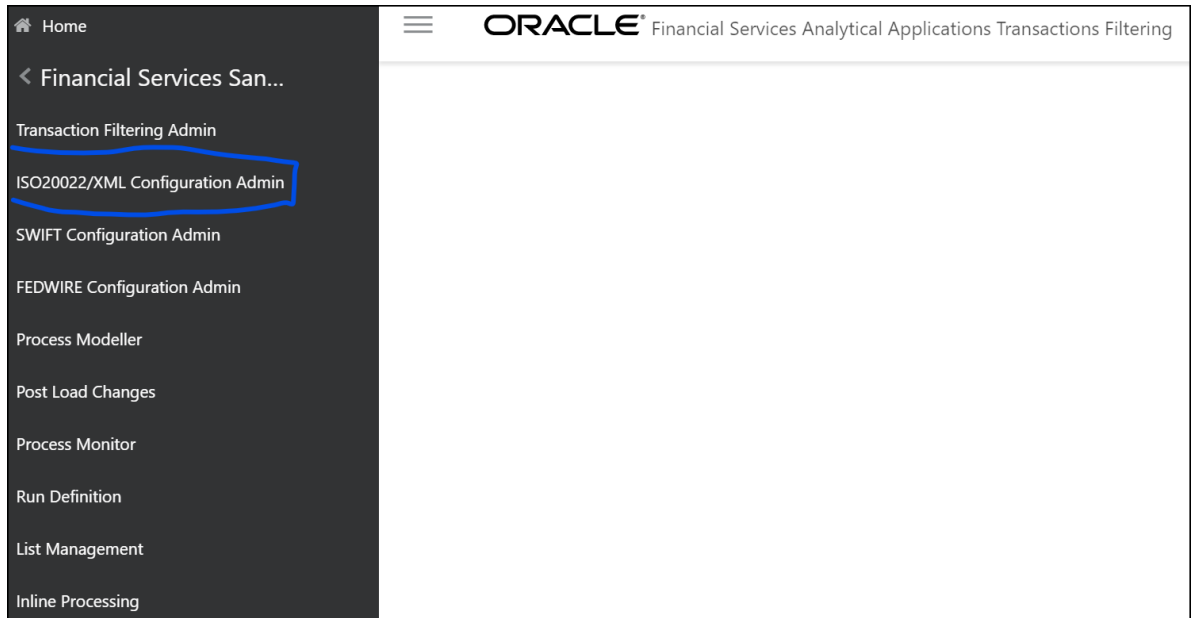 Home
Financial Services San...
Transaction Filtering Admin
ISO20022/XML Configuration Admin
SWIFT Configuration Admin
FEDWIRE Configuration Admin
Process Modeller
Post Load Changes
Process Monitor
Run Definition
List Management
Inline Processing
ORACLE® Financial Services Analytical Applications Transactions Filtering